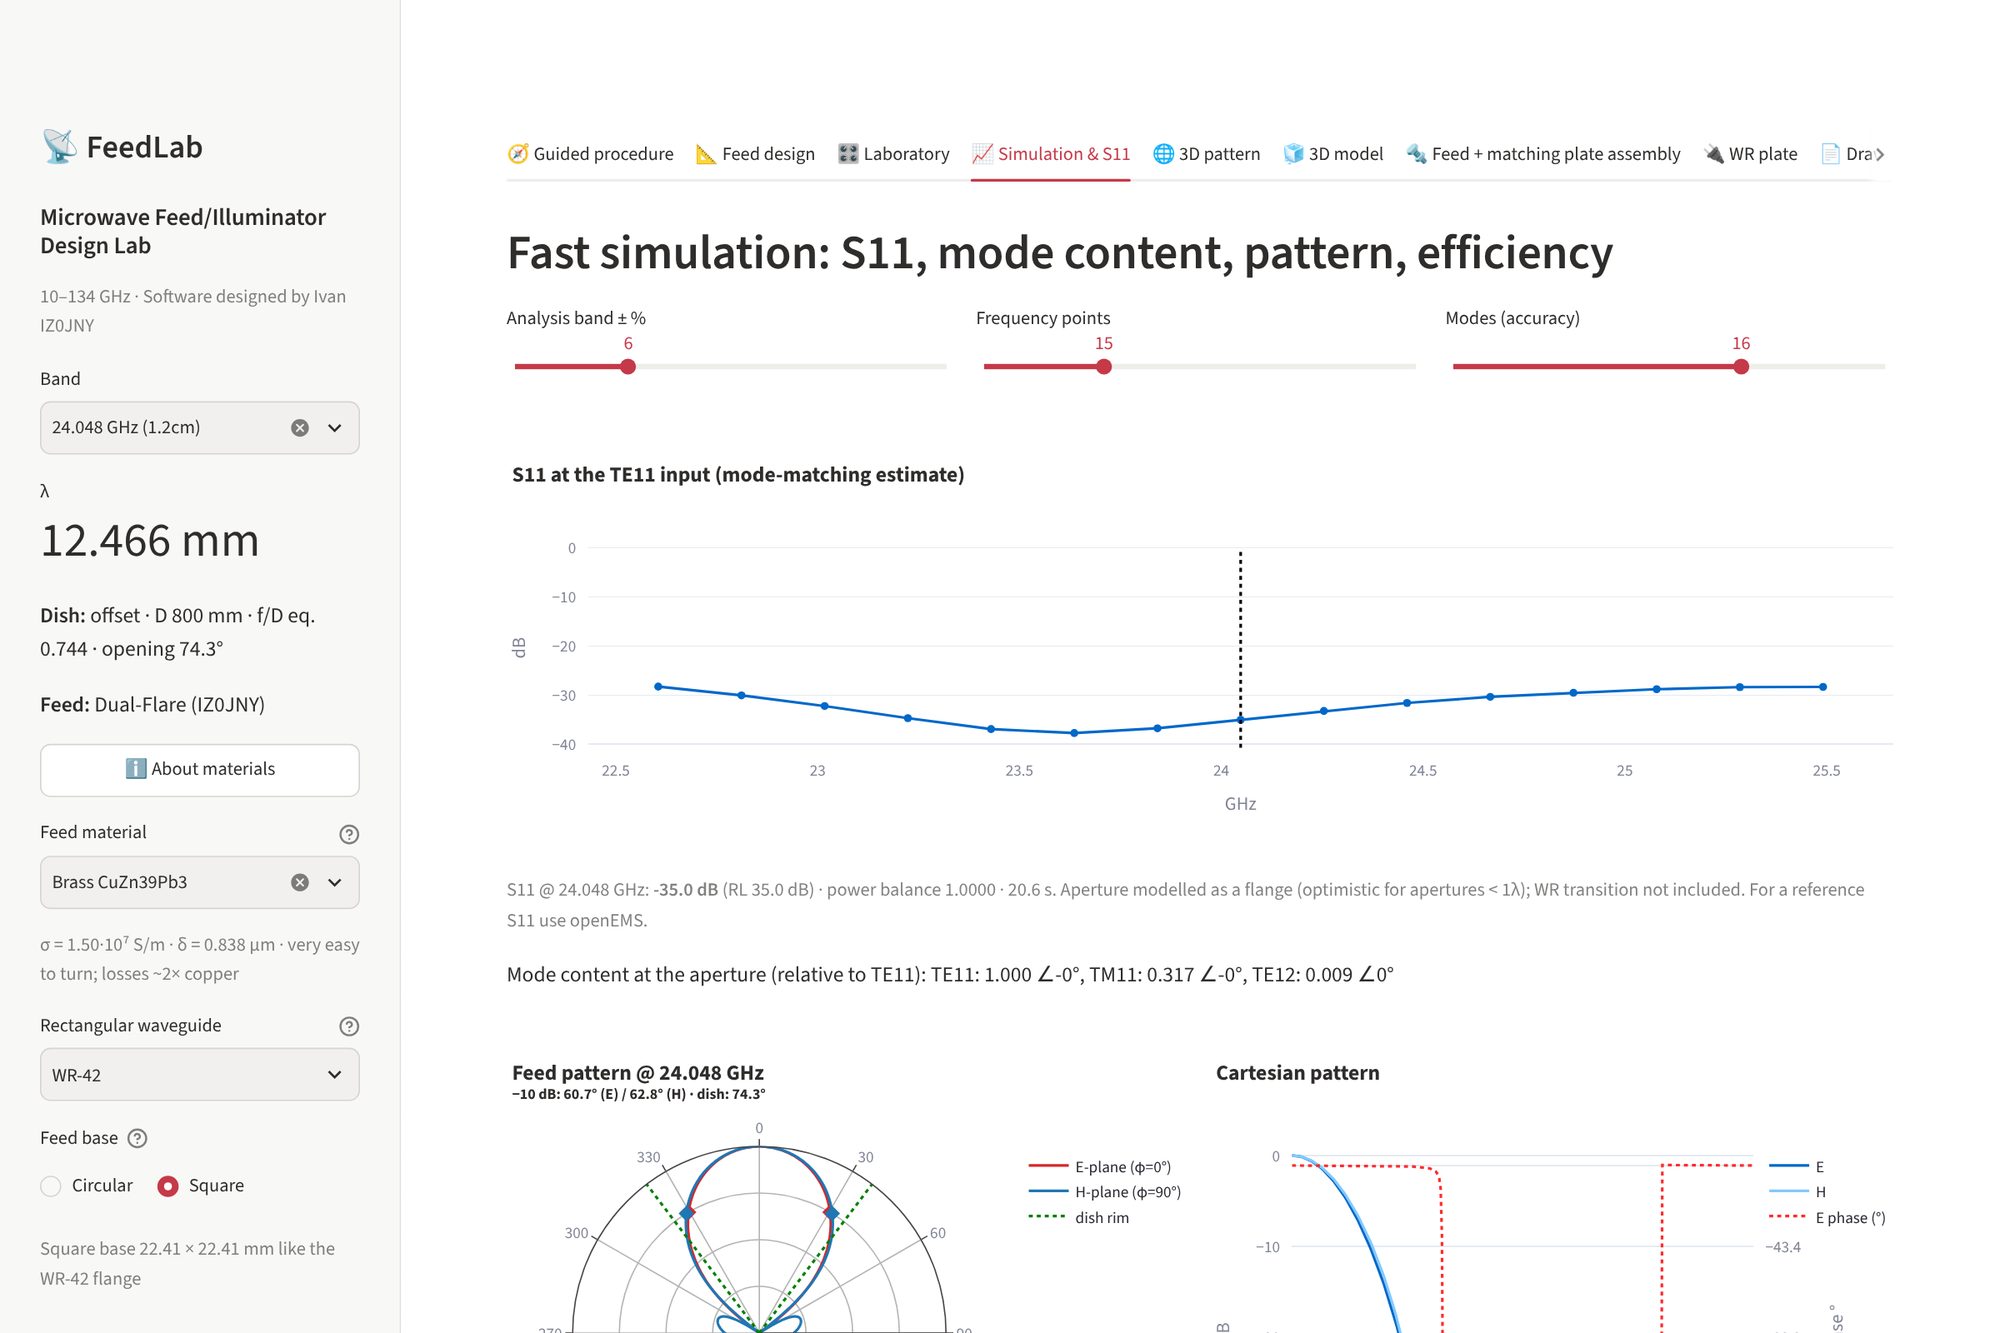 📡 FeedLab
Microwave Feed/Illuminator
Design Lab
10–134 GHz · Software designed by Ivan
IZ0JNY
Band
24.048 GHz (1.2cm)
λ
12.466 mm
Dish: offset · D 800 mm · f/D eq.
0.744 · opening 74.3°
Feed: Dual-Flare (IZ0JNY)
ℹ️ About materials
Feed material
Brass CuZn39Pb3
σ = 1.50·10⁷ S/m · δ = 0.838 µm · very easy
to turn; losses ~2× copper
Rectangular waveguide
WR-42
Feed base
Circular
Square
Square base 22.41 × 22.41 mm like the
WR-42 flange
Guided procedure
Feed design
Laboratory
Simulation & S11
3D pattern
3D model
Feed + matching plate assembly
WR plate
Fast simulation: S11, mode content, pattern, efficiency
Analysis band ± %
6
Frequency points
15
Modes (accuracy)
16
S11 at the TE11 input (mode-matching estimate)
dB
0
−10
−20
−30
−40
22.5 23 23.5 24 24.5 25 25.5
GHz
S11 @ 24.048 GHz: -35.0 dB (RL 35.0 dB) · power balance 1.0000 · 20.6 s. Aperture modelled as a flange (optimistic for apertures < 1λ); WR transition not included. For a reference
S11 use openEMS.
Mode content at the aperture (relative to TE11): TE11: 1.000 ∠-0°, TM11: 0.317 ∠-0°, TE12: 0.009 ∠0°
Feed pattern @ 24.048 GHz
−10 dB: 60.7° (E) / 62.8° (H) · dish: 74.3°
0
330
30
300
60
E-plane (ϕ=0°)
H-plane (ϕ=90°)
dish rim
Cartesian pattern
0
−10
−43.4
E
H
E phase (°)